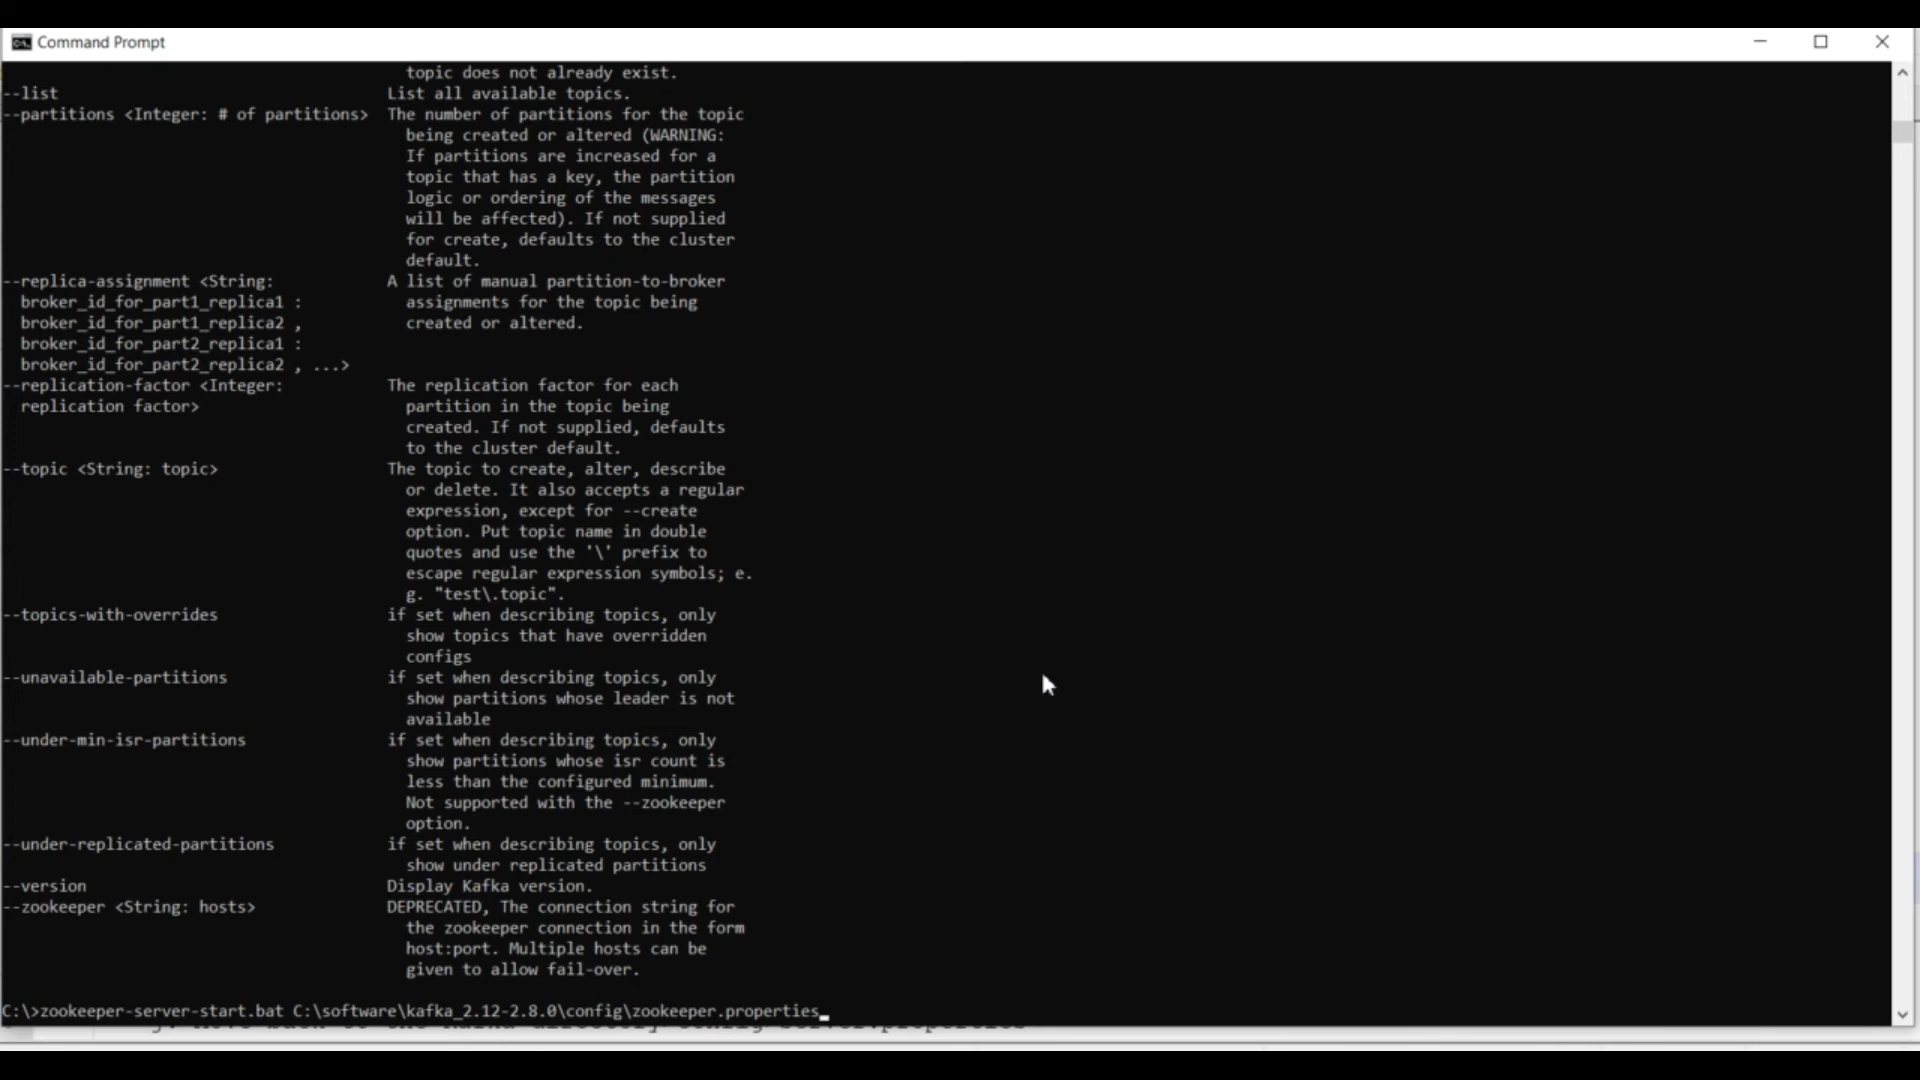 Command Prompt
topic does not already exist.
--list List all available topics.
--partitions <Integer: # of partitions> The number of partitions for the topic
being created or altered (WARNING:
If partitions are increased for a
topic that has a key, the partition
logic or ordering of the messages
will be affected). If not supplied
for create, defaults to the cluster
default.
--replica-assignment <String: A list of manual partition-to-broker
broker_id_for_part1_replica1 : assignments for the topic being
broker_id_for_part1_replica2 , created or altered.
broker_id_for_part2_replica1 :
broker_id_for_part2_replica2 , ...>
--replication-factor <Integer: The replication factor for each
replication factor> partition in the topic being
created. If not supplied, defaults
to the cluster default.
--topic <String: topic> The topic to create, alter, describe
or delete. It also accepts a regular
expression, except for --create
option. Put topic name in double
quotes and use the '\' prefix to
escape regular expression symbols; e.
g. "test\.topic".
--topics-with-overrides if set when describing topics, only
show topics that have overridden
configs
--unavailable-partitions if set when describing topics, only
show partitions whose leader is not
available
--under-min-isr-partitions if set when describing topics, only
show partitions whose isr count is
less than the configured minimum.
Not supported with the --zookeeper
option.
--under-replicated-partitions if set when describing topics, only
show under replicated partitions
--version Display Kafka version.
--zookeeper <String: hosts> DEPRECATED, The connection string for
the zookeeper connection in the form
host:port. Multiple hosts can be
given to allow fail-over.
C:\>zookeeper-server-start.bat C:\software\kafka_2.12-2.8.0\config\zookeeper.properties